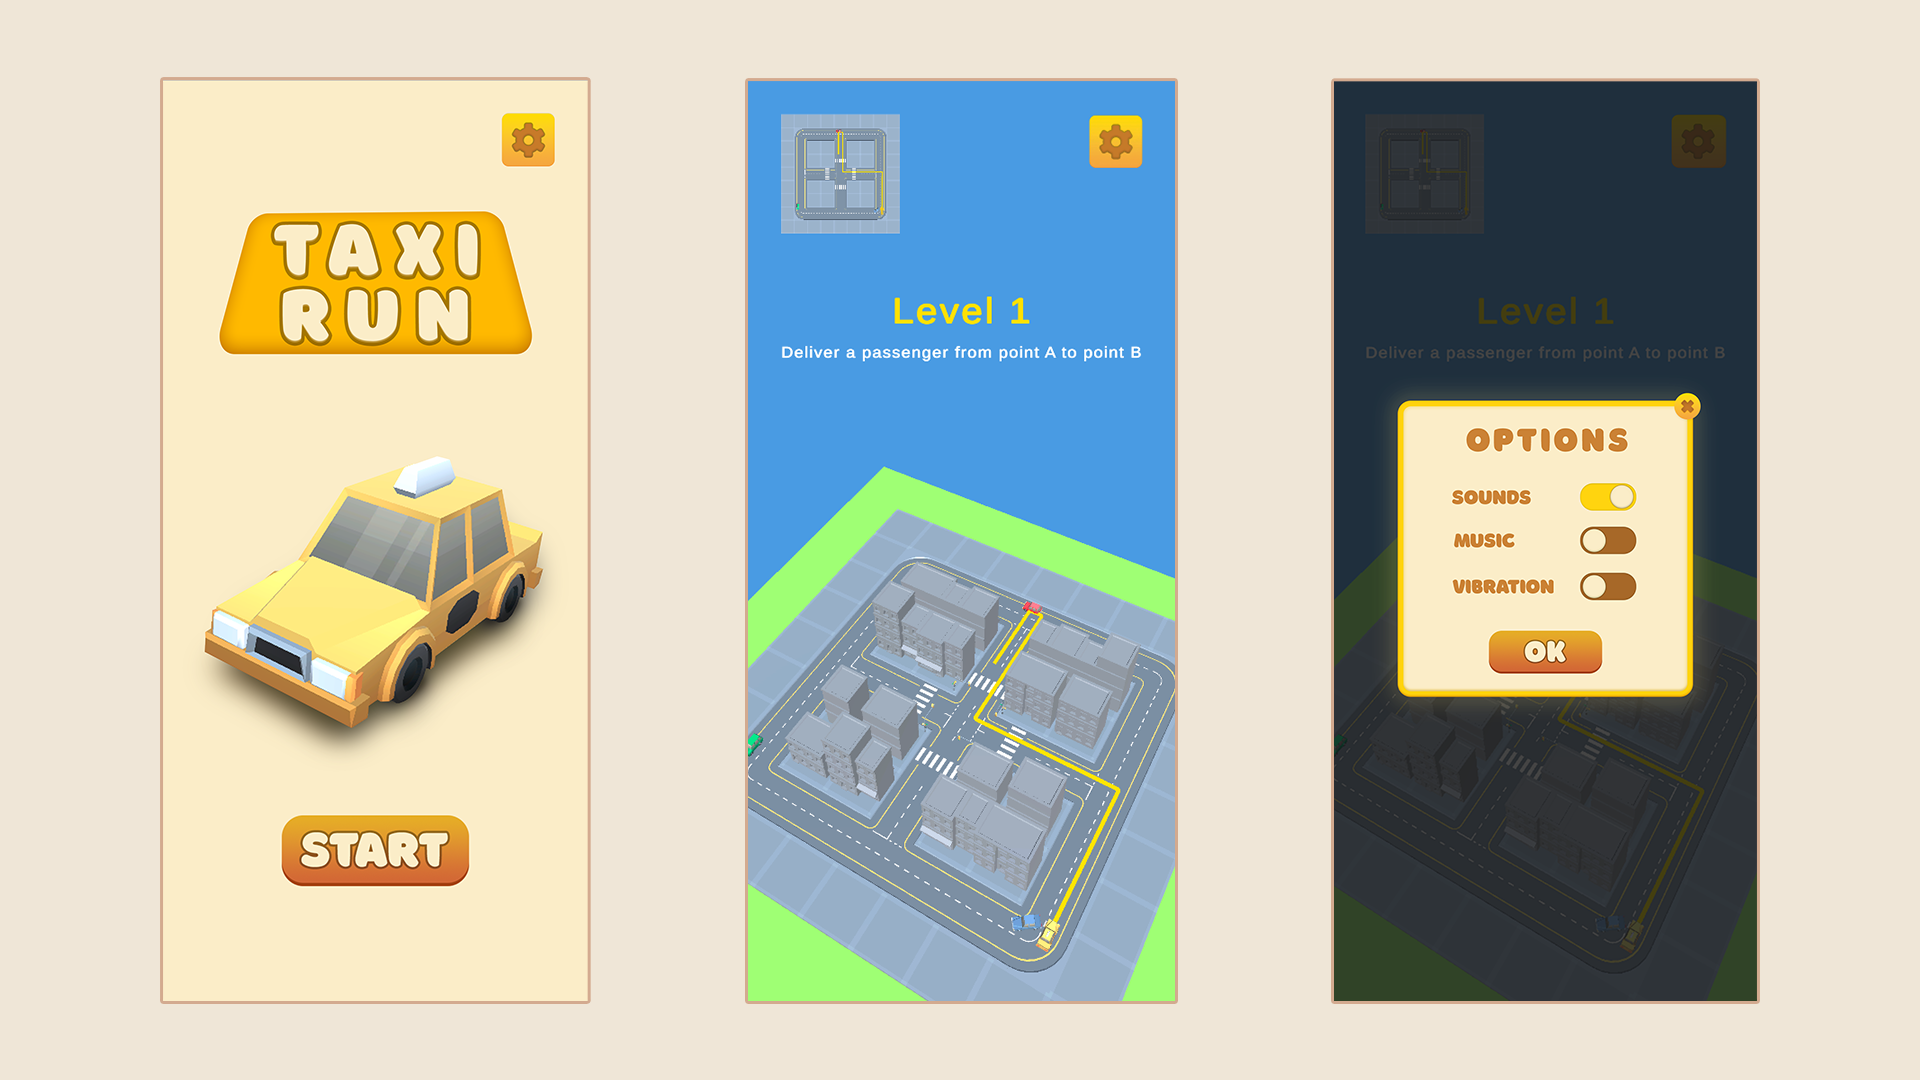 TAXI
RUN
START
Level 1
Deliver a passenger from point A to point B
Level 1
Deliver a passenger from point A to point B
OPTIONS
SOUNDS
MUSIC
VIBRATION
OK